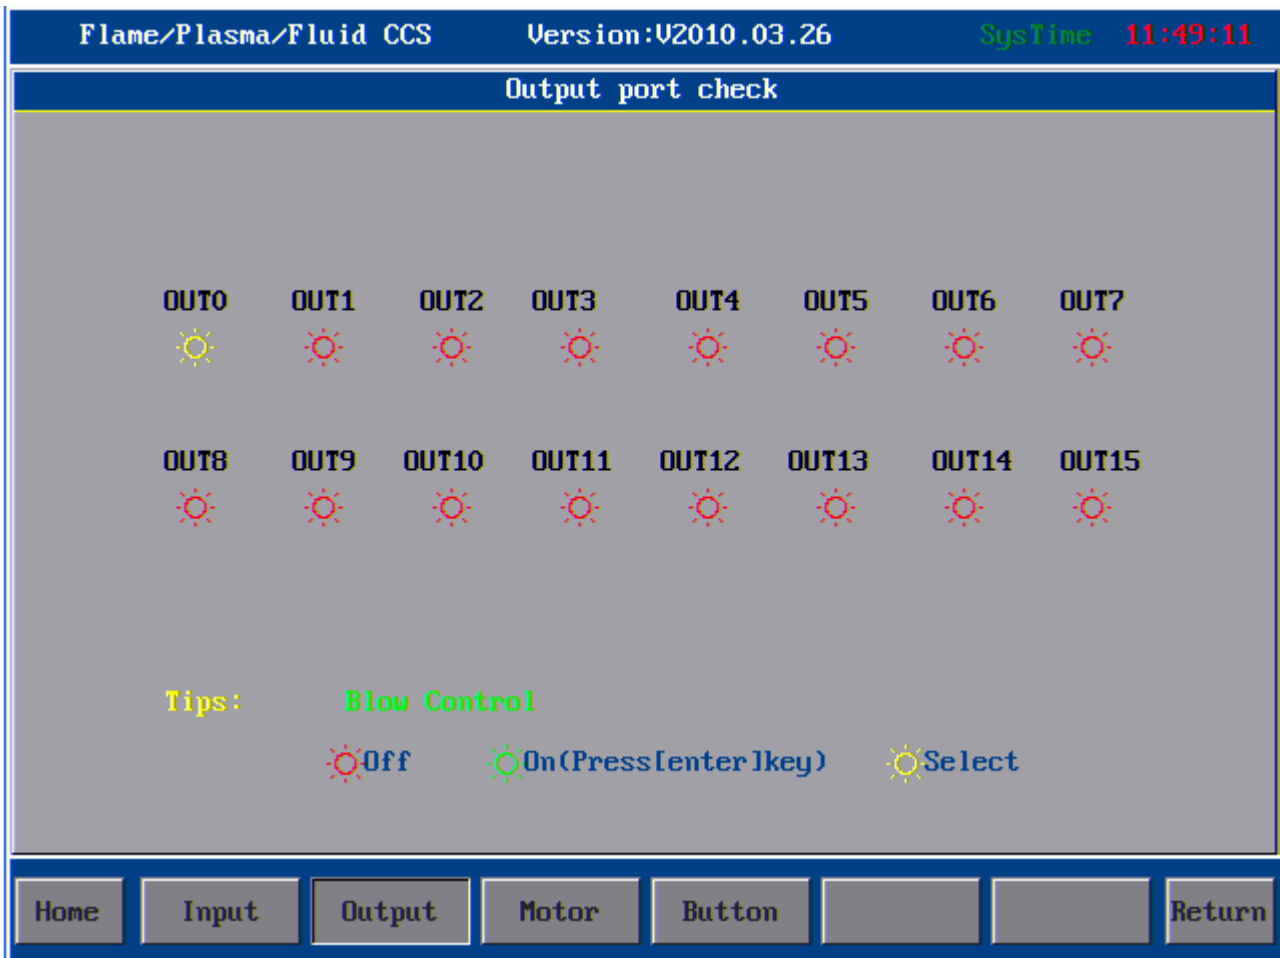 Flame/Plasma/Fluid CCS Version:V2010.03.26 SysTime 11:49:11
Output port check
OUT0 OUT1 OUT2 OUT3 OUT4 OUT5 OUT6 OUT7
OUT8 OUT9 OUT10 OUT11 OUT12 OUT13 OUT14 OUT15
Tips: Blow Control
Off On(Press[enter]key) Select
Home Input Output Motor Button Return